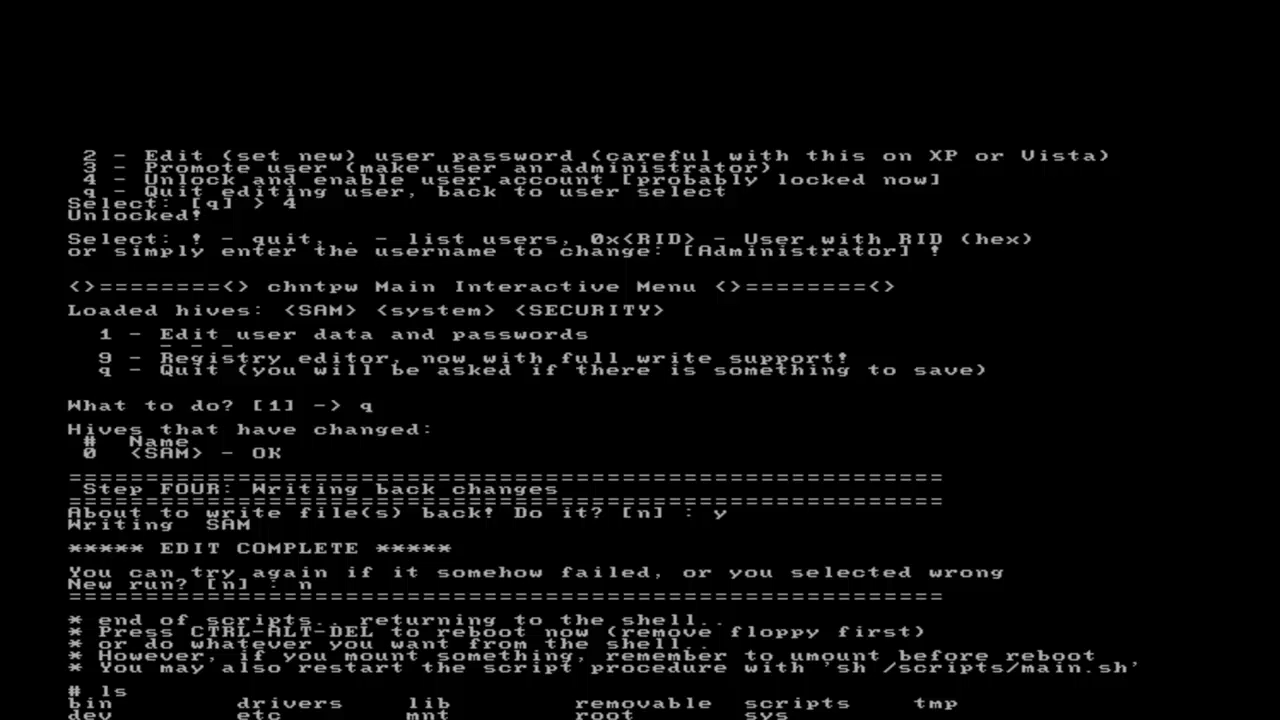 2 - Edit (set new) user password (careful with this on XP or Vista)
3 - Promote user (make user an administrator)
4 - Unlock and enable user account [probably locked now]
q - Quit editing user, back to user select
Select: [q] > 4
Unlocked!
Select: ! - quit, . - list users, 0x<RID> - User with RID (hex)
or simply enter the username to change: [Administrator] !
<>========<> chntpw Main Interactive Menu <>========<>
Loaded hives: <SAM> <system> <SECURITY>
1 - Edit user data and passwords
- - -
9 - Registry editor, now with full write support!
q - Quit (you will be asked if there is something to save)
What to do? [1] -> q
Hives that have changed:
# Name
0 <SAM> - OK
=========================================================
Step FOUR: Writing back changes
=========================================================
About to write file(s) back! Do it? [n] : y
Writing SAM
***** EDIT COMPLETE *****
You can try again if it somehow failed, or you selected wrong
New run? [n] : n
=========================================================
* end of scripts.. returning to the shell..
* Press CTRL-ALT-DEL to reboot now (remove floppy first)
* or do whatever you want from the shell..
* However, if you mount something, remember to umount before reboot
* You may also restart the script procedure with 'sh /scripts/main.sh'
# ls
bin drivers lib removable scripts tmp
dev etc mnt root sys